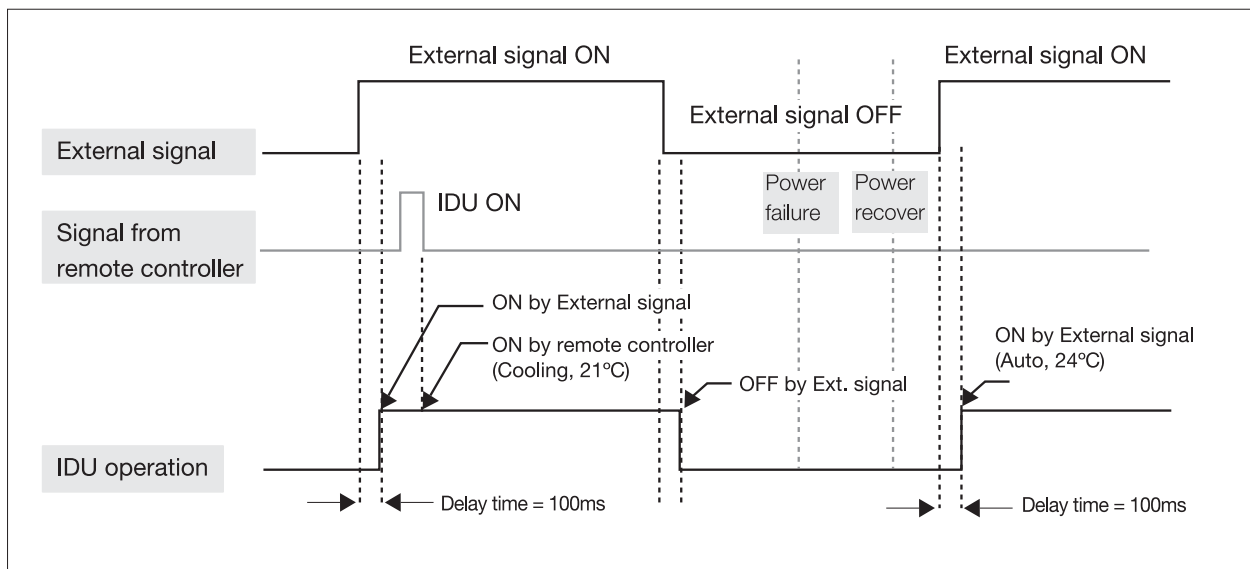 External signal ON
External signal ON
External signal OFF
External signal
Power
failure
Power
recover
IDU ON
Signal from
remote controller
ON by External signal
ON by remote controller
(Cooling, 21ºC)
ON by External signal
(Auto, 24ºC)
OFF by Ext. signal
IDU operation
Delay time = 100ms
Delay time = 100ms